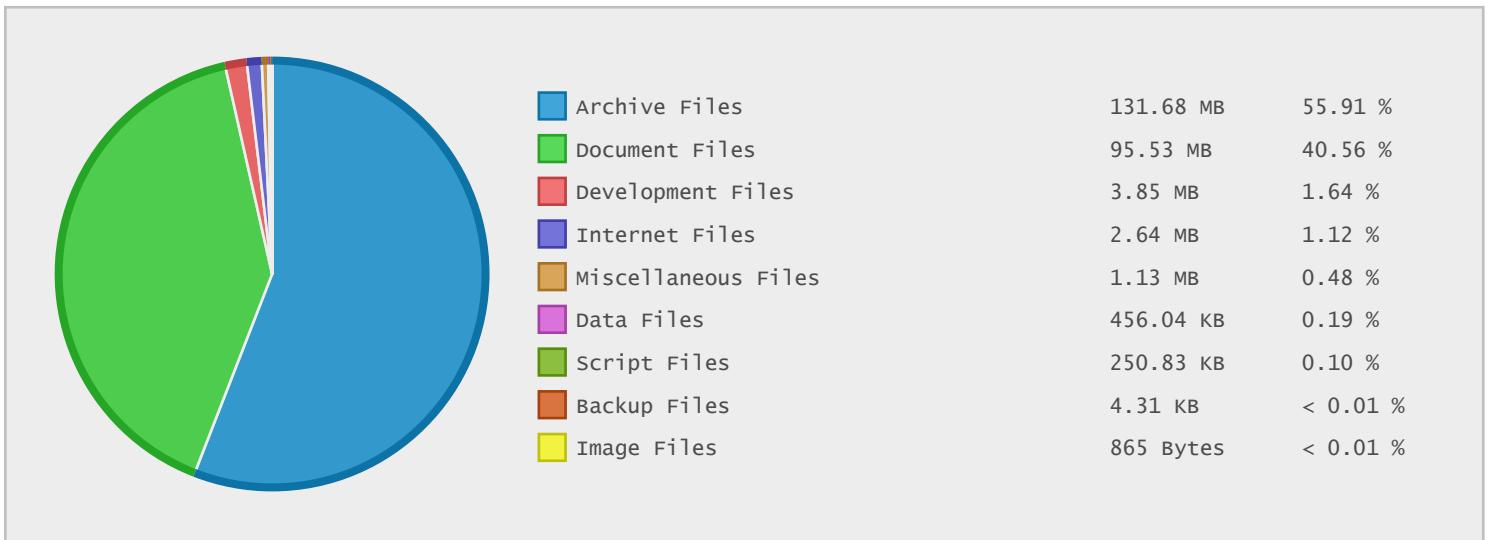 Archive Files 131.68 MB 55.91 %
Document Files 95.53 MB 40.56 %
Development Files 3.85 MB 1.64 %
Internet Files 2.64 MB 1.12 %
Miscellaneous Files 1.13 MB 0.48 %
Data Files 456.04 KB 0.19 %
Script Files 250.83 KB 0.10 %
Backup Files 4.31 KB < 0.01 %
Image Files 865 Bytes < 0.01 %